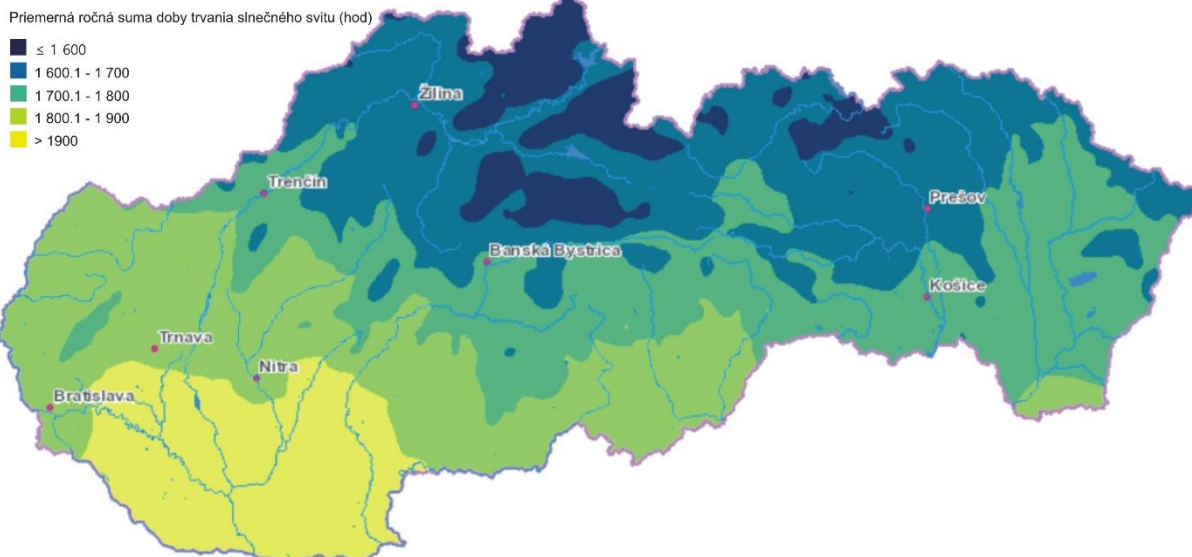 Priemerná ročná suma doby trvania slnečného svitu (hod)
≤ 1 600
1 600.1 - 1 700
1 700.1 - 1 800
1 800.1 - 1 900
> 1900
Žilina
Trenčín
Prešov
Banská Bystrica
Košice
Trnava
Nitra
Bratislava